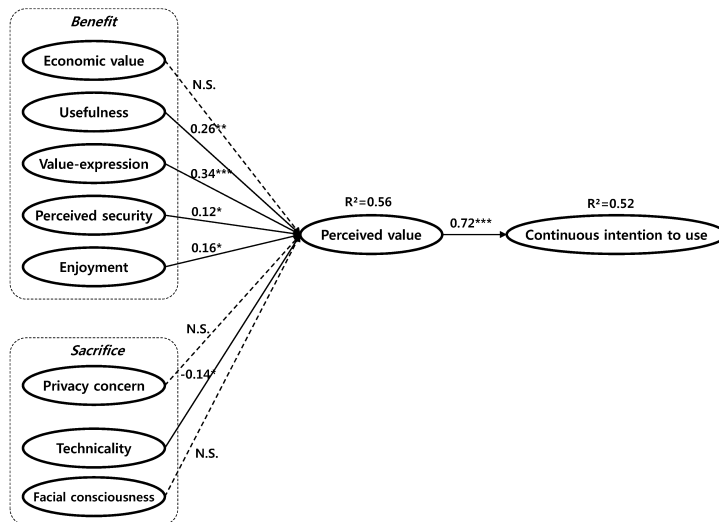 Benefit
Economic value
N.S.
Usefulness
0.26**
Value-expression
0.34***
Perceived security
0.12*
Enjoyment
0.16*
R²=0.56
Perceived value
0.72***
R²=0.52
Continuous intention to use
N.S.
Sacrifice
Privacy concern
-0.14*
Technicality
N.S.
Facial consciousness